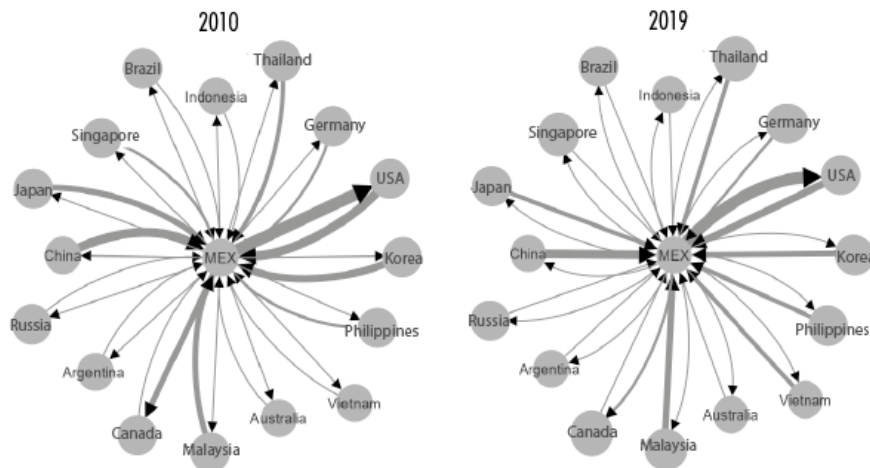 2010
Thailand
Brazil
Indonesia
Germany
Singapore
USA
Japan
China
MEX
Korea
Russia
Philippines
Argentina
Vietnam
Canada
Australia
Malaysia
2019
Thailand
Brazil
Indonesia
Germany
Singapore
USA
Japan
China
MEX
Korea
Russia
Philippines
Argentina
Vietnam
Canada
Australia
Malaysia